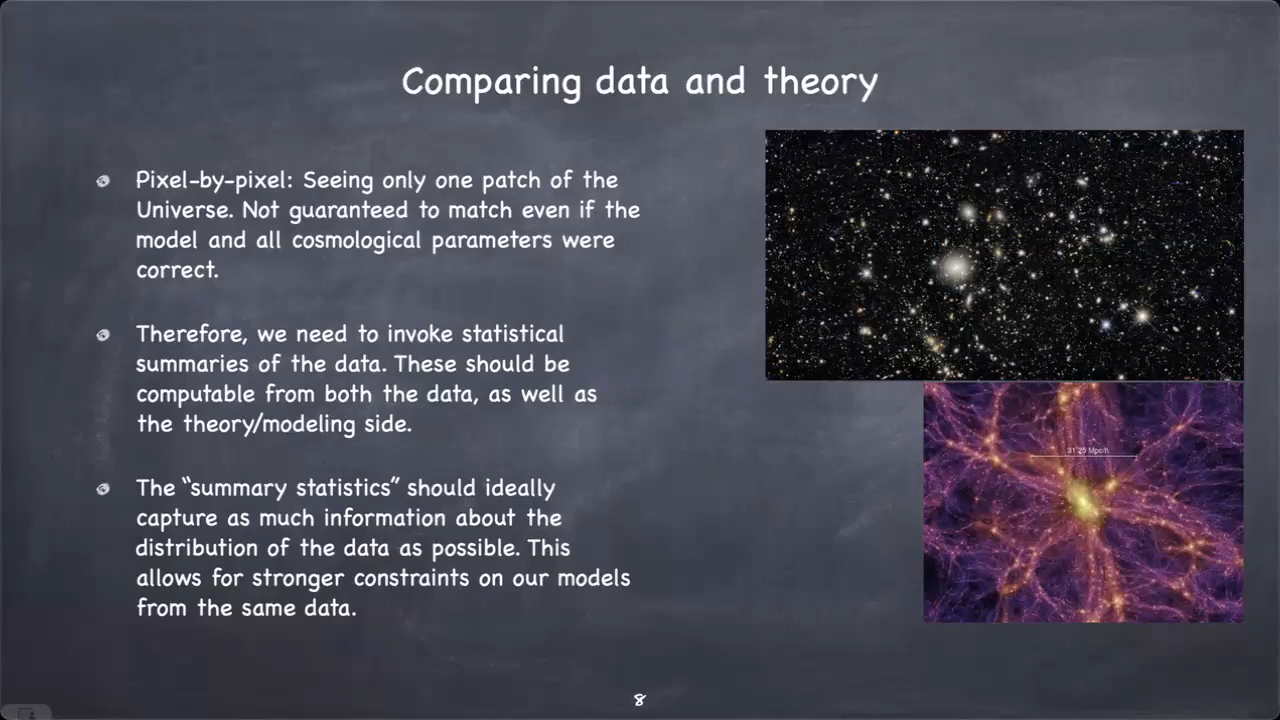 Comparing data and theory
Pixel-by-pixel: Seeing only one patch of the
Universe. Not guaranteed to match even if the
model and all cosmological parameters were
correct.
Therefore, we need to invoke statistical
summaries of the data. These should be
computable from both the data, as well as
the theory/modeling side.
The “summary statistics” should ideally
capture as much information about the
distribution of the data as possible. This
allows for stronger constraints on our models
from the same data.
31.25 Mpc/h
8